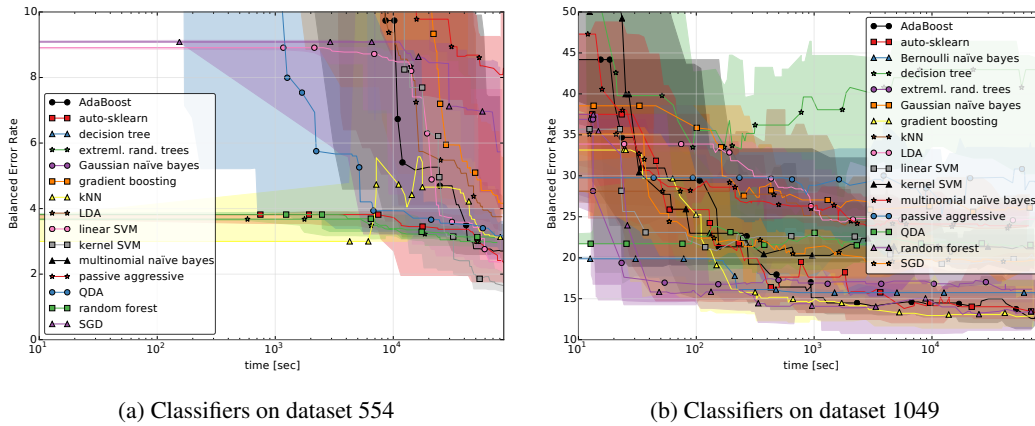 10
8
6
4
2
0
Balanced Error Rate
AdaBoost
auto-sklearn
decision tree
extreml. rand. trees
Gaussian naïve bayes
gradient boosting
kNN
LDA
linear SVM
kernel SVM
multinomial naïve bayes
passive aggressive
QDA
random forest
SGD
10^1 10^2 10^3 10^4
time [sec]
(a) Classifiers on dataset 554
50
45
40
35
30
25
20
15
10
Balanced Error Rate
AdaBoost
auto-sklearn
Bernoulli naïve bayes
decision tree
extreml. rand. trees
Gaussian naïve bayes
gradient boosting
kNN
LDA
linear SVM
kernel SVM
multinomial naïve bayes
passive aggressive
QDA
random forest
SGD
10^1 10^2 10^3 10^4
time [sec]
(b) Classifiers on dataset 1049